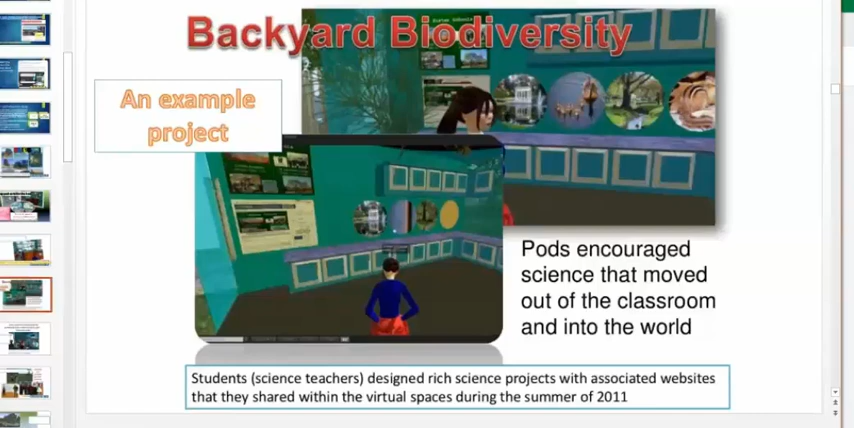 Backyard Biodiversity
An example
project
Pods encouraged
science that moved
out of the classroom
and into the world
Students (science teachers) designed rich science projects with associated websites
that they shared within the virtual spaces during the summer of 2011